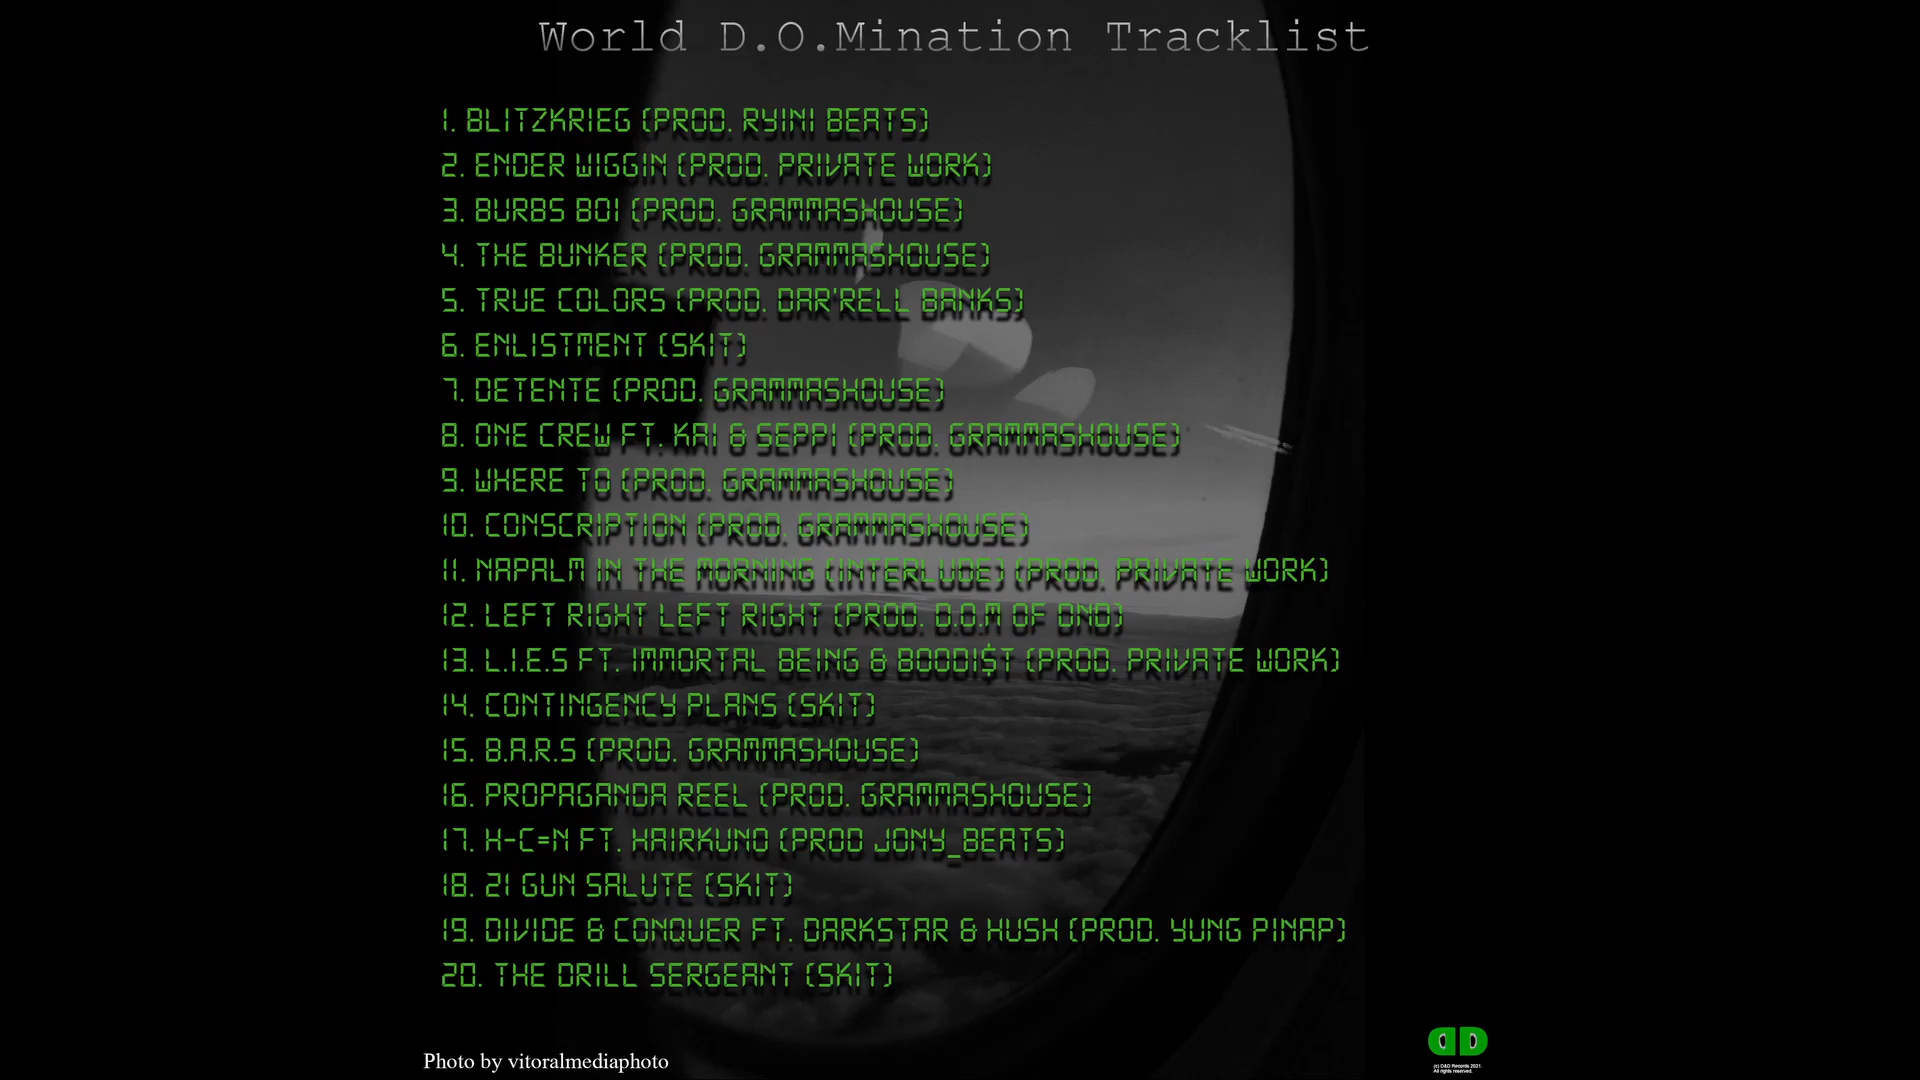 World D.O.Mination Tracklist
1. BLITZKRIEG (PROD. RYINI BEATS)
2. ENDER WIGGIN (PROD. PRIVATE WORK)
3. BURBS BOI (PROD. GRAMMASHOUSE)
4. THE BUNKER (PROD. GRAMMASHOUSE)
5. TRUE COLORS (PROD. DAR'RELL BANKS)
6. ENLISTMENT (SKIT)
7. DETENTE (PROD. GRAMMASHOUSE)
8. ONE CREW FT. KAI & SEPPI (PROD. GRAMMASHOUSE)
9. WHERE TO (PROD. GRAMMASHOUSE)
10. CONSCRIPTION (PROD. GRAMMASHOUSE)
11. NAPALM IN THE MORNING (INTERLUDE) (PROD. PRIVATE WORK)
12. LEFT RIGHT LEFT RIGHT (PROD. D.O.M OF DND)
13. L.I.E.S FT. IMMORTAL BEING & BOODI$T (PROD. PRIVATE WORK)
14. CONTINGENCY PLANS (SKIT)
15. B.A.R.S (PROD. GRAMMASHOUSE)
16. PROPAGANDA REEL (PROD. GRAMMASHOUSE)
17. H-C=N FT. HAIRKUNO (PROD JONY_BEATS)
18. 21 GUN SALUTE (SKIT)
19. DIVIDE & CONQUER FT. DARKSTAR & HUSH (PROD. YUNG PINAP)
20. THE DRILL SERGEANT (SKIT)
Photo by vitoralmediaphoto
DD
(c) D&D Records 2021.
All rights reserved.